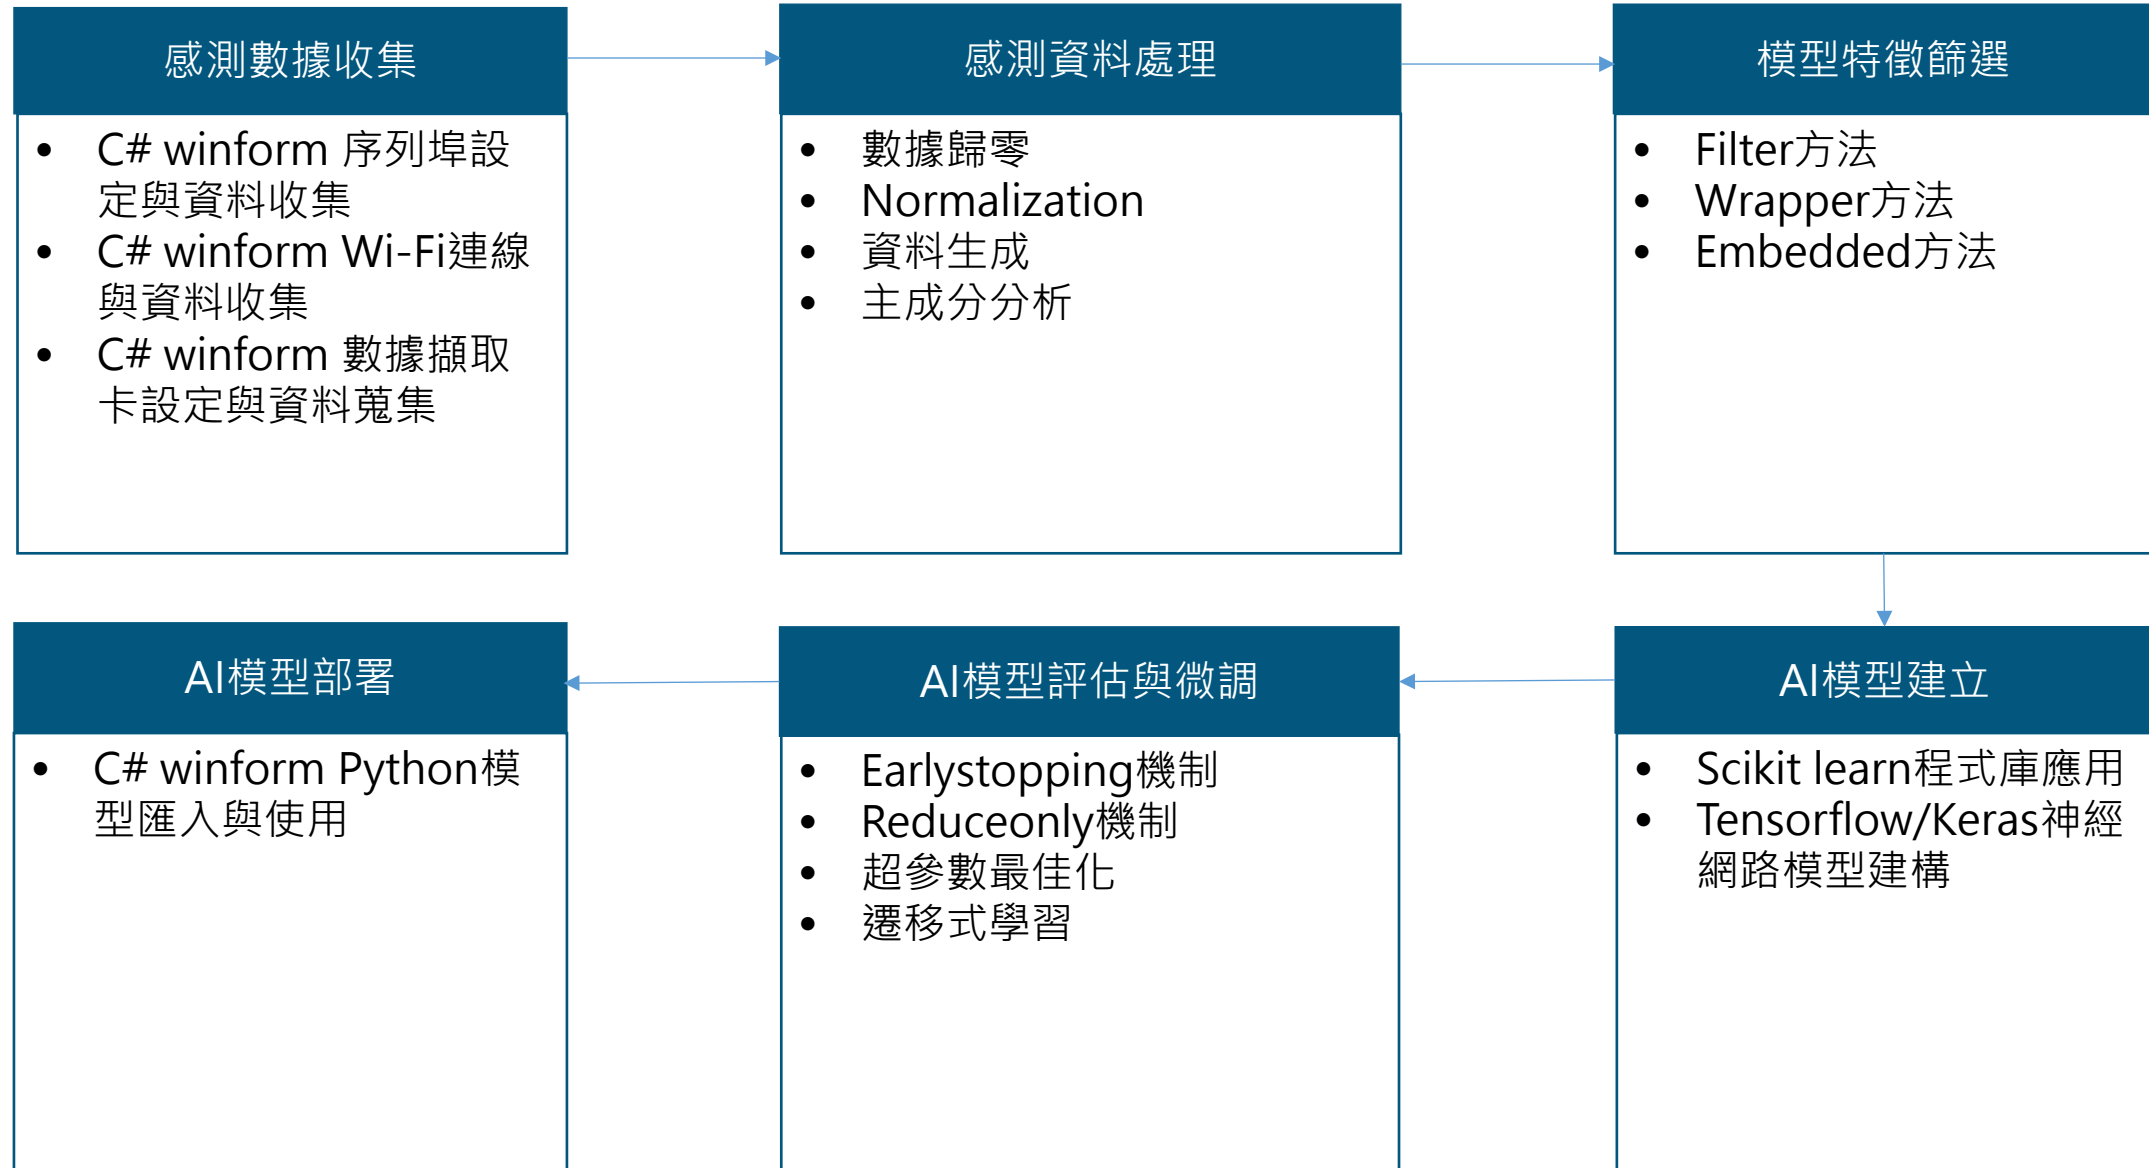 感測數據收集
• C# winform 序列埠設
定與資料收集
• C# winform Wi-Fi連線
與資料收集
• C# winform 數據擷取
卡設定與資料蒐集
感測資料處理
• 數據歸零
• Normalization
• 資料生成
• 主成分分析
模型特徵篩選
• Filter方法
• Wrapper方法
• Embedded方法
AI模型建立
• Scikit learn程式庫應用
• Tensorflow/Keras神經
網路模型建構
AI模型評估與微調
• Earlystopping機制
• Reduceonly機制
• 超參數最佳化
• 遷移式學習
AI模型部署
• C# winform Python模
型匯入與使用